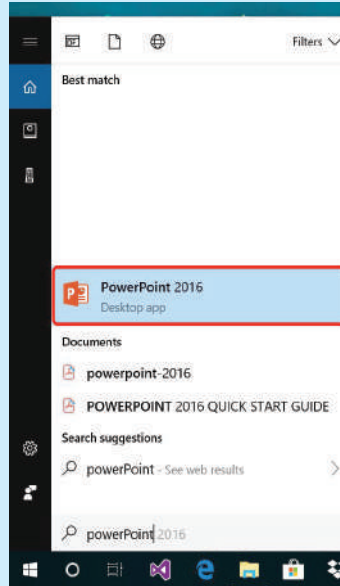 Filters
Best match
PowerPoint 2016
Desktop app
Documents
powerpoint-2016
POWERPOINT 2016 QUICK START GUIDE
Search suggestions
powerPoint - See web results
powerPoint 2016